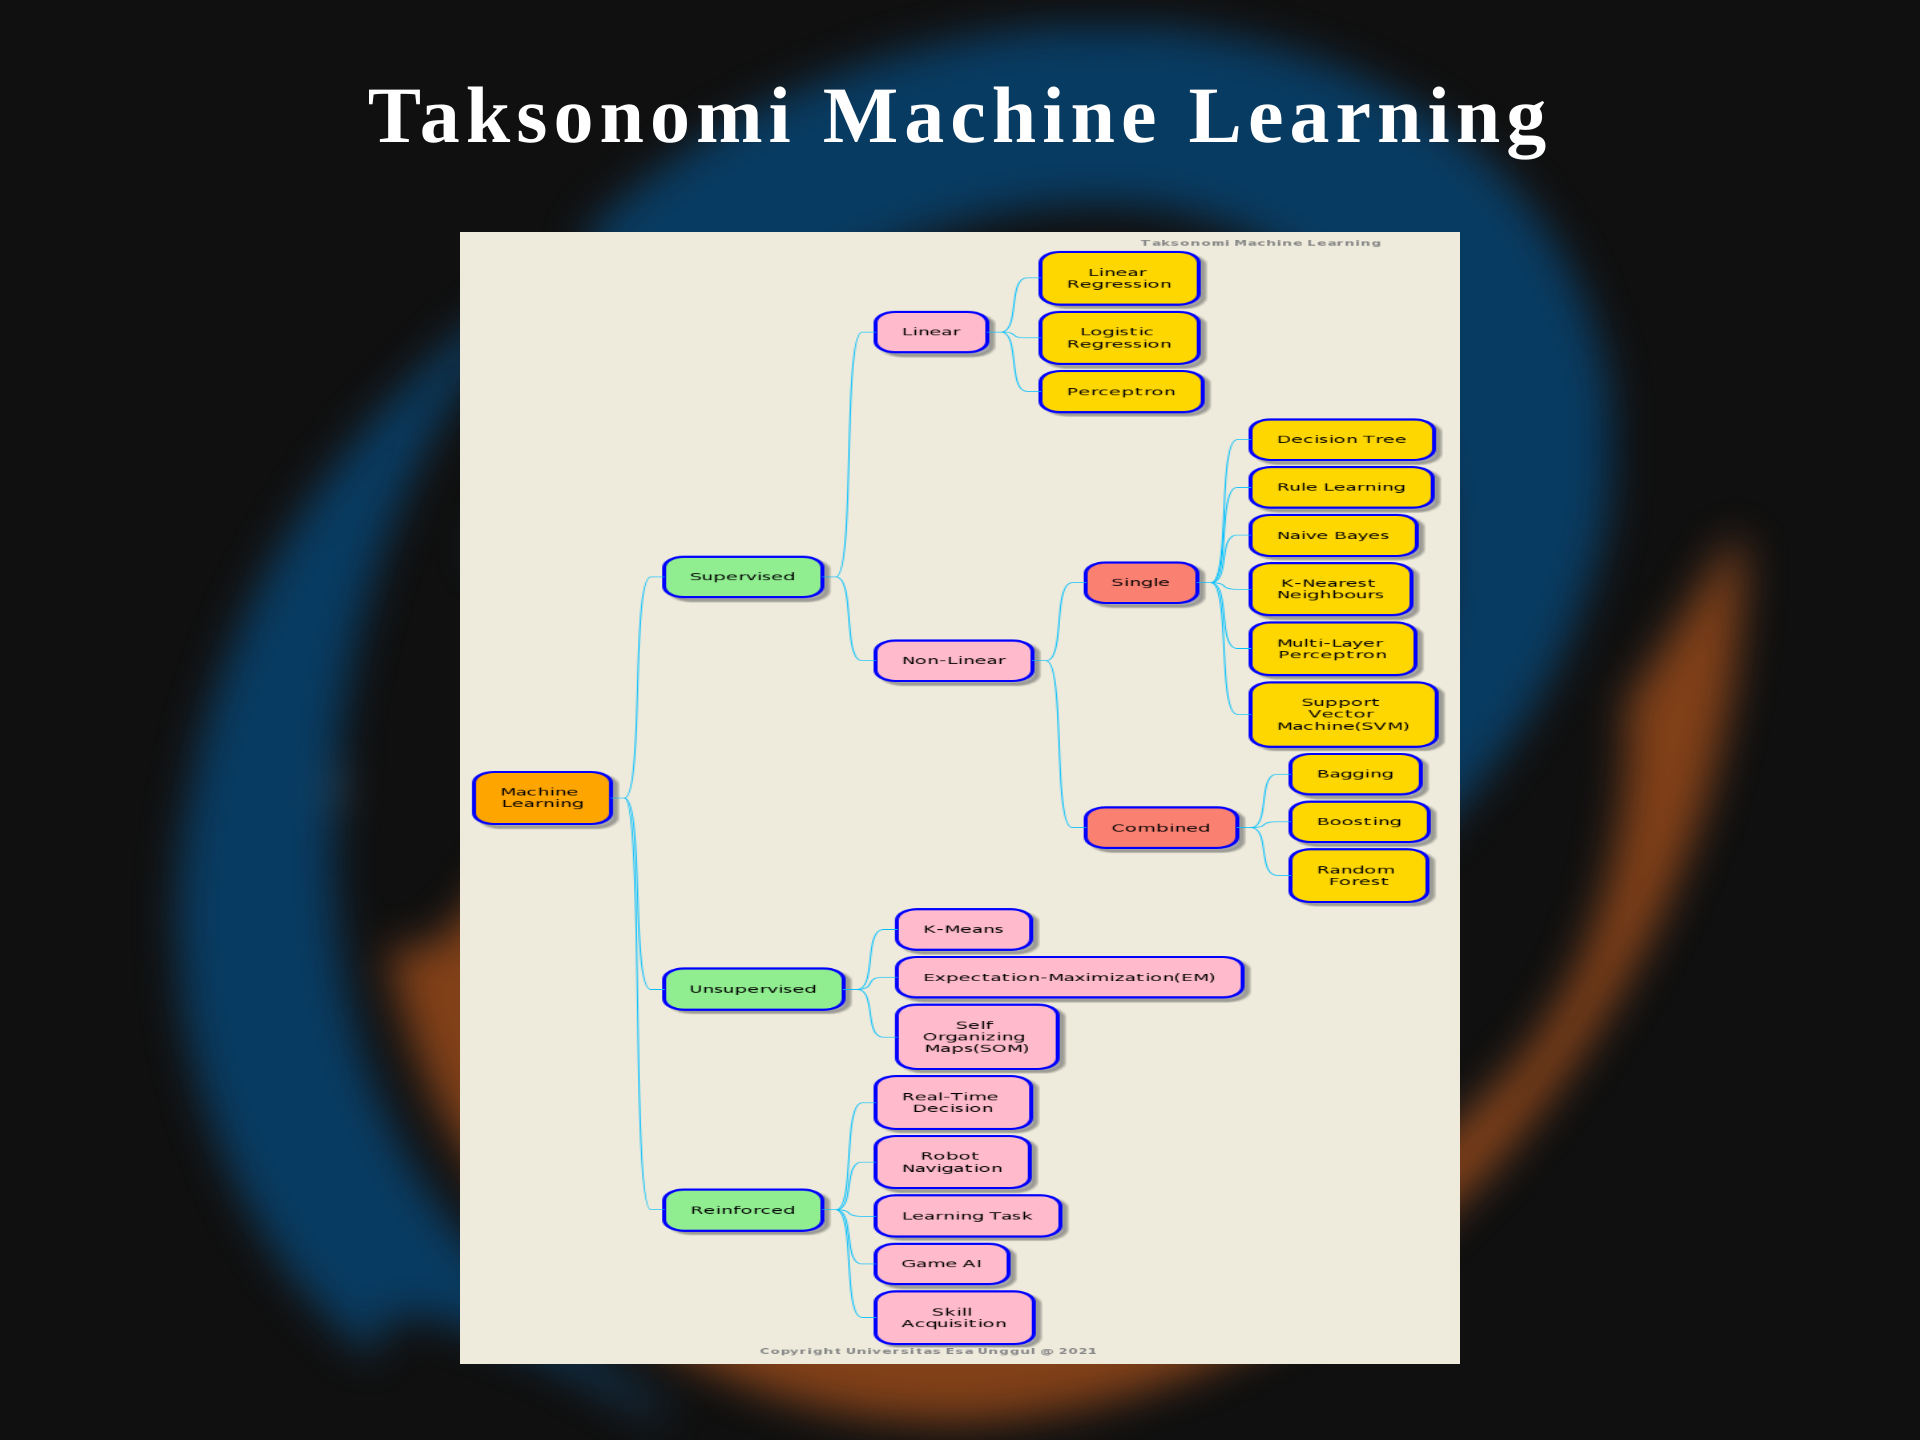 Taksonomi Machine Learning
Taksonomi Machine Learning
Linear
Regression
Linear
Logistic
Regression
Perceptron
Decision Tree
Rule Learning
Naive Bayes
Supervised
Single
K-Nearest
Neighbours
Non-Linear
Multi-Layer
Perceptron
Support
Vector
Machine(SVM)
Machine
Learning
Bagging
Combined
Boosting
Random
Forest
K-Means
Unsupervised
Expectation-Maximization(EM)
Self
Organizing
Maps(SOM)
Real-Time
Decision
Robot
Navigation
Reinforced
Learning Task
Game AI
Skill
Acquisition
Copyright Universitas Esa Unggul @ 2021